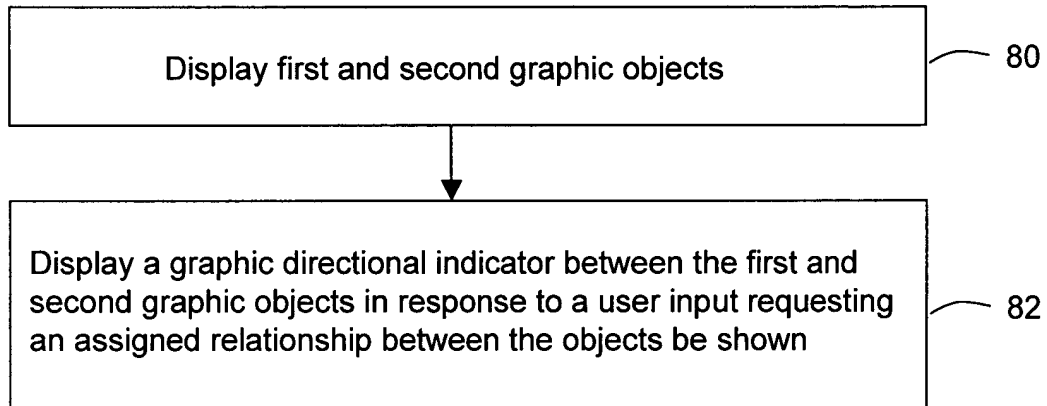 Display first and second graphic objects
80
Display a graphic directional indicator between the first and
second graphic objects in response to a user input requesting
an assigned relationship between the objects be shown
82